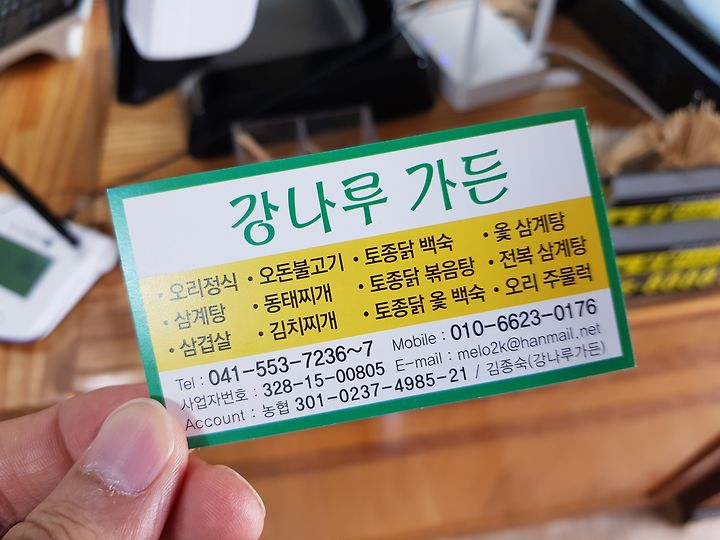 강나루 가든
• 오리정식 • 오돈불고기 • 토종닭 백숙 • 옻 삼계탕
• 삼계탕 • 동태찌개 • 토종닭 볶음탕 • 전복 삼계탕
• 삼겹살 • 김치찌개 • 토종닭 옻 백숙 • 오리 주물럭
Tel : 041-553-7236~7 Mobile : 010-6623-0176
사업자번호 : 328-15-00805 E-mail : melo2k@hanmail.net
Account : 농협 301-0237-4985-21 / 김종숙(강나루가든)